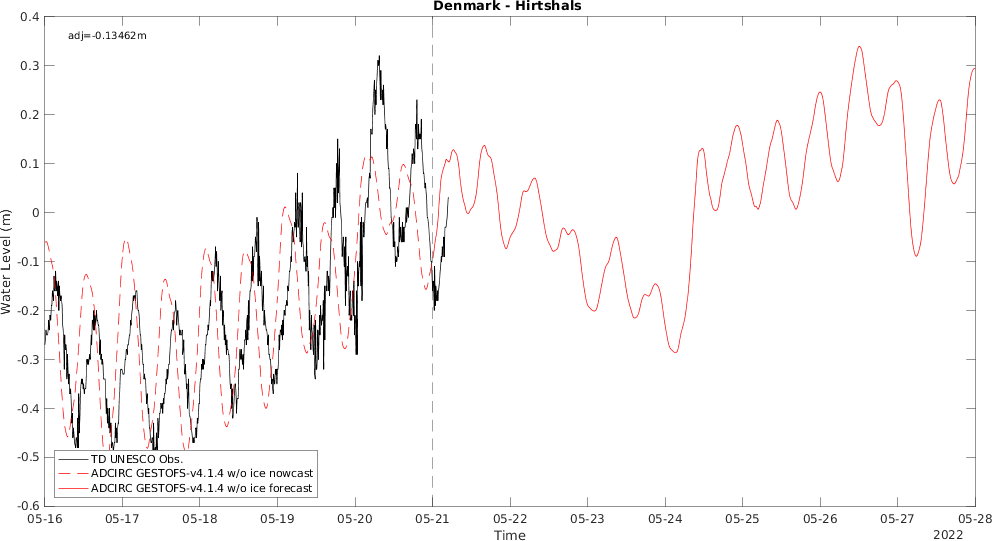 Denmark - Hirtshals
adj=-0.13462m
Water Level (m)
0.4
0.3
0.2
0.1
0
-0.1
-0.2
-0.3
-0.4
-0.5
-0.6
TD UNESCO Obs.
ADCIRC GESTOFS-v4.1.4 w/o ice nowcast
ADCIRC GESTOFS-v4.1.4 w/o ice forecast
05-16 05-17 05-18 05-19 05-20 05-21 05-22 05-23 05-24 05-25 05-26 05-27 05-28
Time
2022